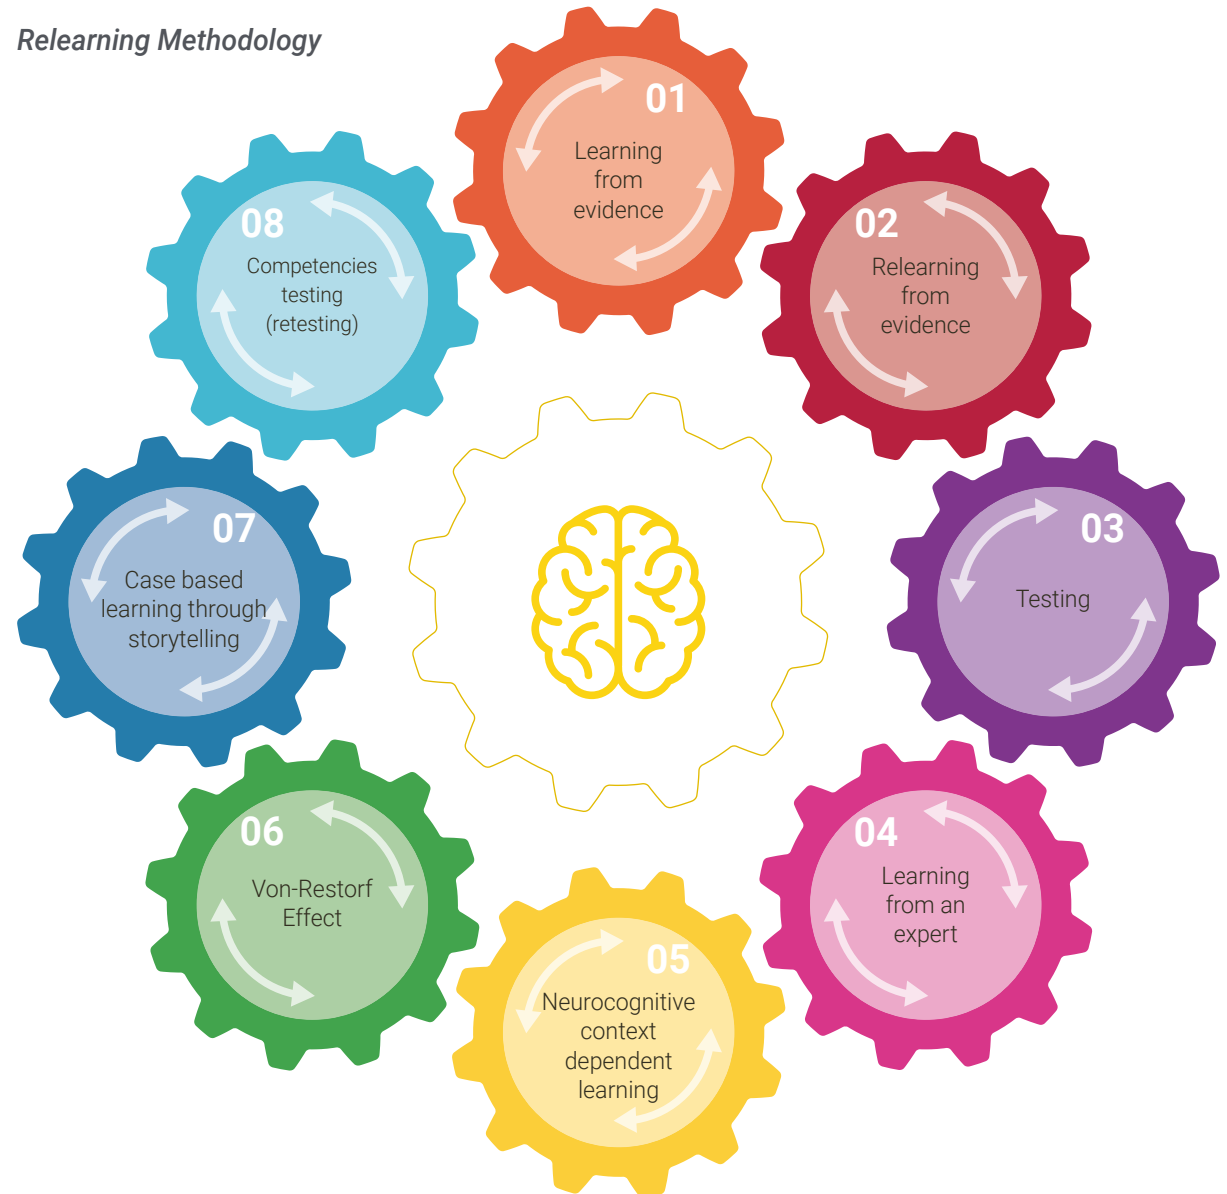 Relearning Methodology
01
Learning
from
evidence
02
Relearning
from
evidence
03
Testing
04
Learning
from an
expert
05
Neurocognitive
context
dependent
learning
06
Von-Restorf
Effect
07
Case based
learning through
storytelling
08
Competencies
testing
(retesting)